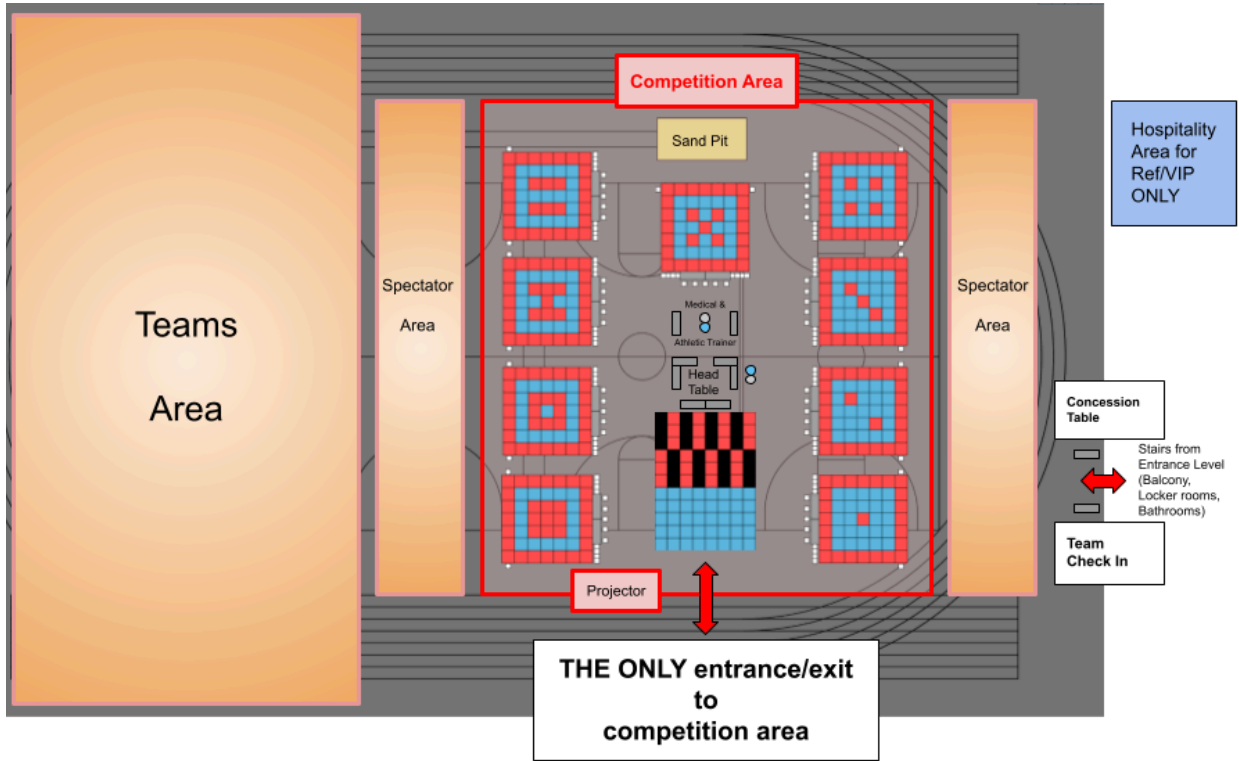 Competition Area
Sand Pit
Hospitality
Area for
Ref/VIP
ONLY
Teams
Area
Spectator
Area
Medical &
Athletic Trainer
Head
Table
Spectator
Area
Concession
Table
Stairs from
Entrance Level
(Balcony,
Locker rooms,
Bathrooms)
Team
Check In
Projector
THE ONLY entrance/exit
to
competition area